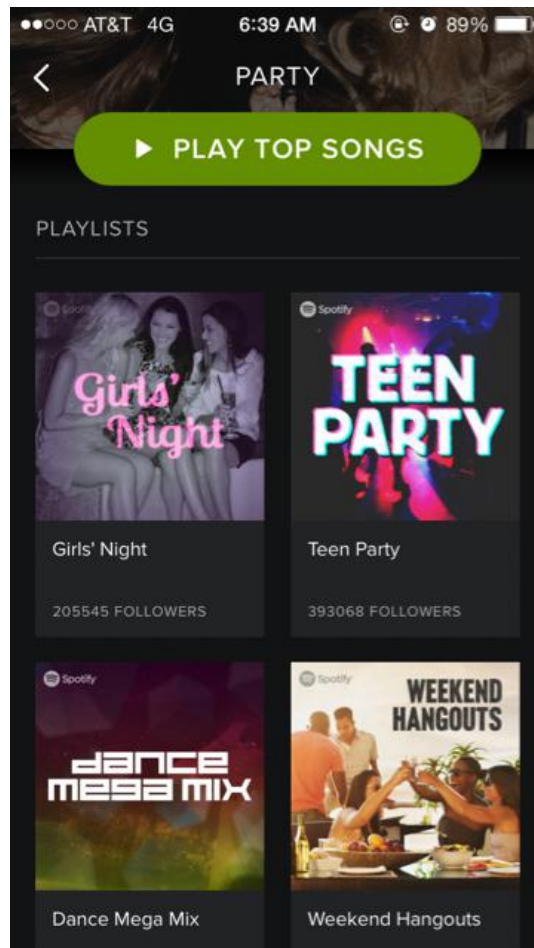 AT&T 4G 6:39 AM 89%
PARTY
PLAY TOP SONGS
PLAYLISTS
Spotify
Girls'
Night
Spotify
TEEN
PARTY
Girls' Night
205545 FOLLOWERS
Teen Party
393068 FOLLOWERS
Spotify
dance
mega mix
Spotify
WEEKEND
HANGOUTS
Dance Mega Mix
Weekend Hangouts